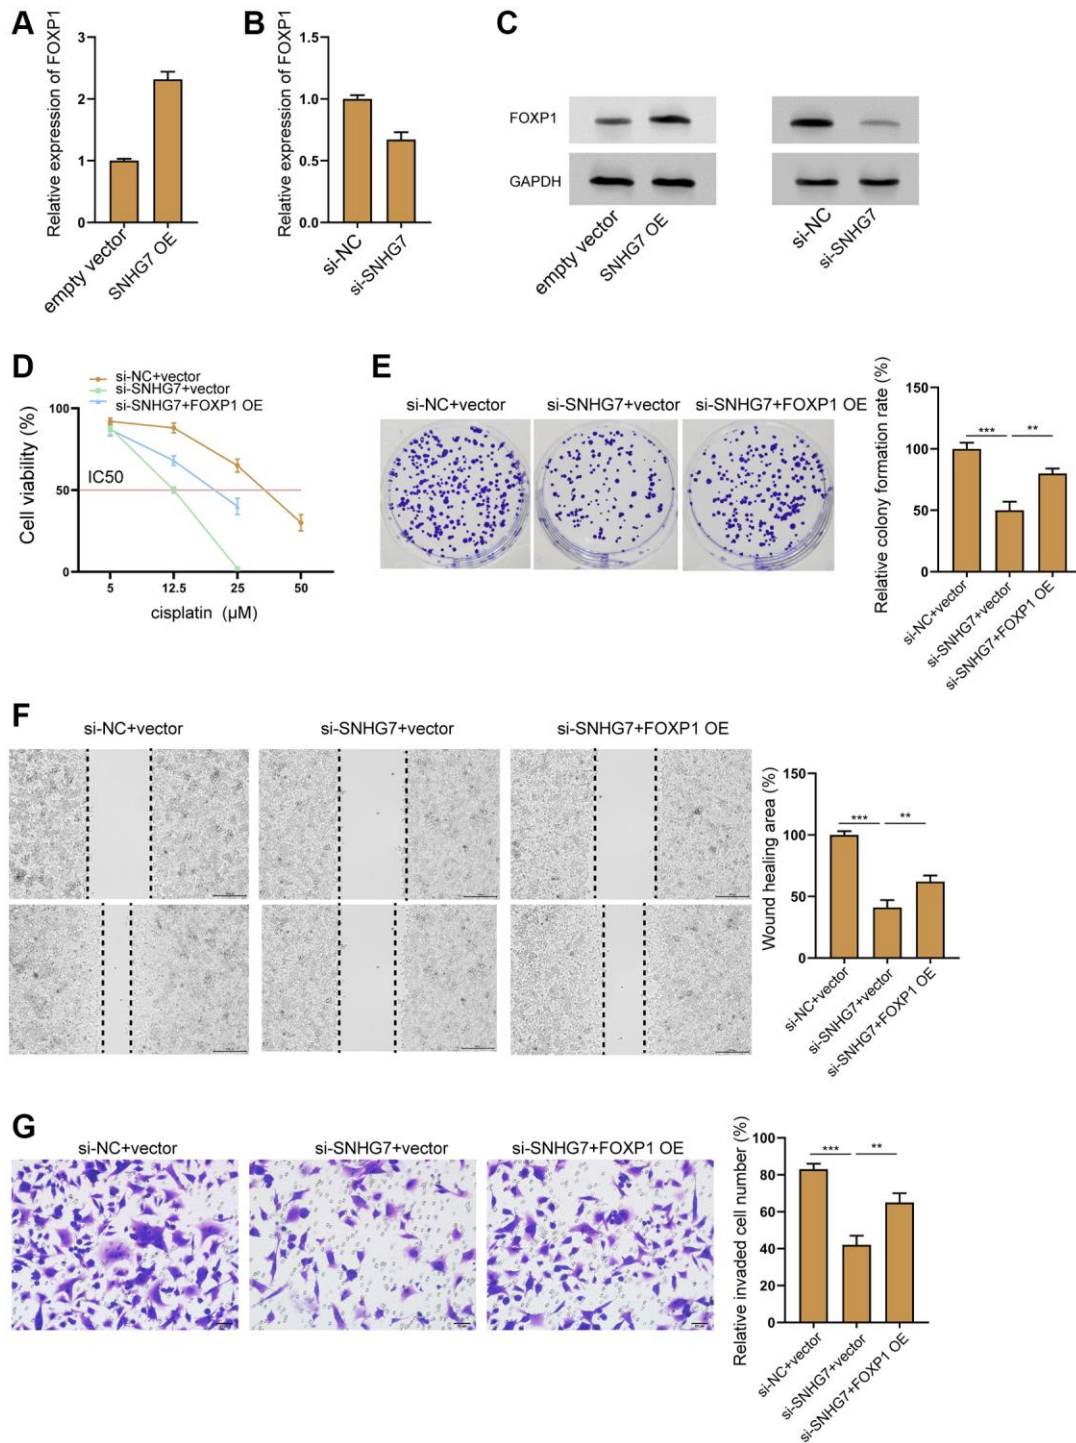 A
Relative expression of FOXP1
3
2
1
0
empty vector
SNHG7 OE
B
Relative expression of FOXP1
1.5
1.0
0.5
0.0
si-NC
si-SNHG7
C
FOXP1
GAPDH
empty vector
SNHG7 OE
si-NC
si-SNHG7
D
si-NC+vector
si-SNHG7+vector
si-SNHG7+FOXP1 OE
Cell viability (%)
100
50
0
IC50
5
12.5
25
50
cisplatin (μM)
E
si-NC+vector
si-SNHG7+vector
si-SNHG7+FOXP1 OE
Relative colony formation rate (%)
150
100
50
0
***
**
si-NC+vector
si-SNHG7+vector
si-SNHG7+FOXP1 OE
F
si-NC+vector
si-SNHG7+vector
si-SNHG7+FOXP1 OE
Wound healing area (%)
150
100
50
0
***
**
si-NC+vector
si-SNHG7+vector
si-SNHG7+FOXP1 OE
G
si-NC+vector
si-SNHG7+vector
si-SNHG7+FOXP1 OE
Relative invaded cell number (%)
100
80
60
40
20
0
***
**
si-NC+vector
si-SNHG7+vector
si-SNHG7+FOXP1 OE